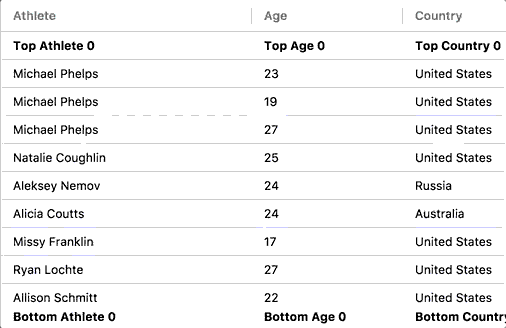 Athlete Age Country
Top Athlete 0 Top Age 0 Top Country 0
Michael Phelps 23 United States
Michael Phelps 19 United States
Michael Phelps 27 United States
Natalie Coughlin 25 United States
Aleksey Nemov 24 Russia
Alicia Coutts 24 Australia
Missy Franklin 17 United States
Ryan Lochte 27 United States
Allison Schmitt 22 United States
Bottom Athlete 0 Bottom Age 0 Bottom Country